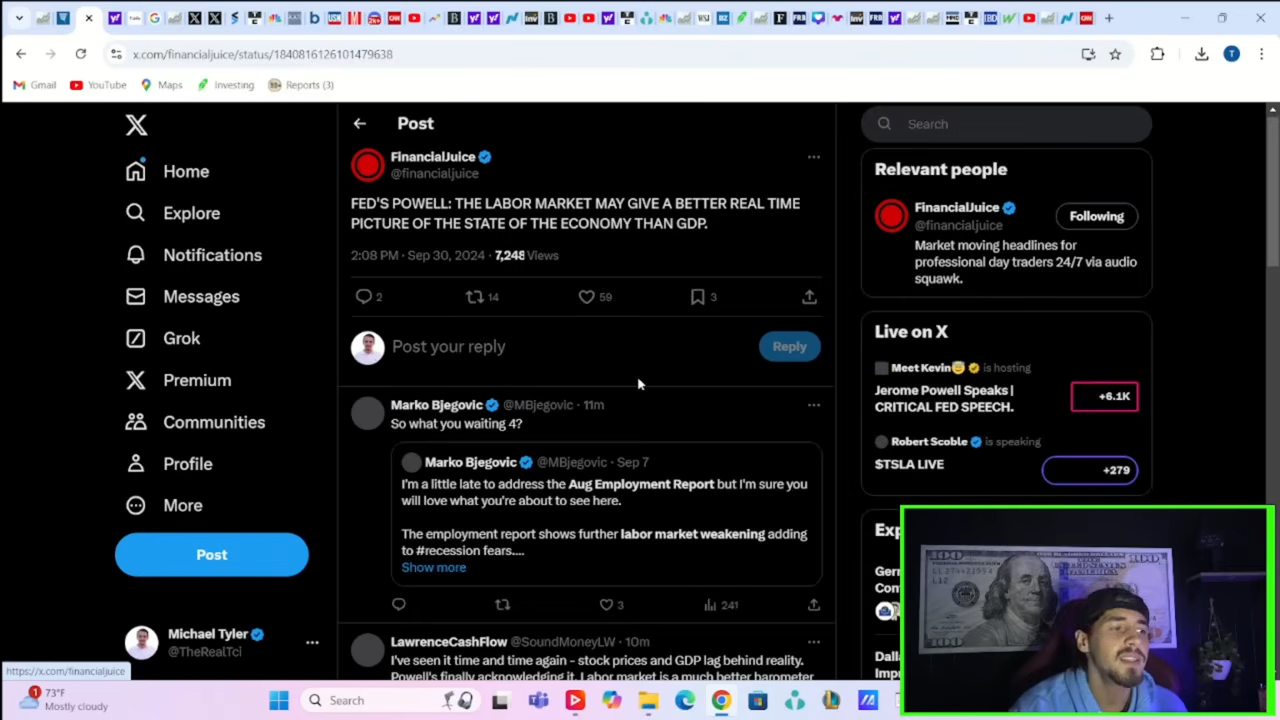 x.com/financialjuice/status/1840816126101479638
Gmail
YouTube
Maps
Investing
Reports (3)
Post
Search
Home
Explore
Notifications
Messages
Grok
Premium
Communities
Profile
More
Post
Michael Tyler
@TheRealTci
FinancialJuice
@financialjuice
FED'S POWELL: THE LABOR MARKET MAY GIVE A BETTER REAL TIME
PICTURE OF THE STATE OF THE ECONOMY THAN GDP.
2:08 PM · Sep 30, 2024 · 7,248 Views
2
14
59
3
Post your reply
Reply
Marko Bjegovic @MBjegovic · 11m
So what you waiting 4?
Marko Bjegovic @MBjegovic · Sep 7
I'm a little late to address the Aug Employment Report but I'm sure you
will love what you're about to see here.
The employment report shows further labor market weakening adding
to #recession fears....
Show more
3
241
LawrenceCashFlow @SoundMoneyLW · 10m
I've seen it time and time again – stock prices and GDP lag behind reality.
Powell's finally acknowledging it. Labor market is a much better barometer
Relevant people
FinancialJuice
@financialjuice
Following
Market moving headlines for
professional day traders 24/7 via audio
squawk.
Live on X
Meet Kevin is hosting
Jerome Powell Speaks |
CRITICAL FED SPEECH.
+6.1K
Robert Scoble is speaking
$TSLA LIVE
+279
https://x.com/financialjuice
1
73°F
Mostly cloudy
Search